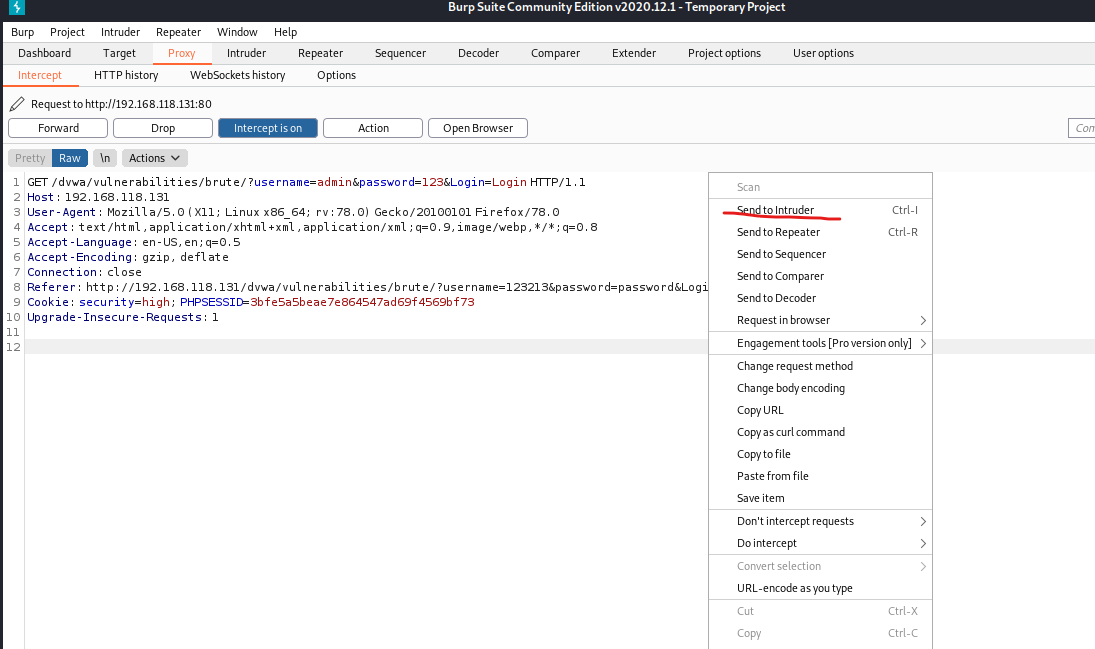 Burp Suite Community Edition v2020.12.1 - Temporary Project
Burp Project Intruder Repeater Window Help
Dashboard Target Proxy Intruder Repeater Sequencer Decoder Comparer Extender Project options User options
Intercept HTTP history WebSockets history Options
Request to http://192.168.118.131:80
Forward Drop Intercept is on Action Open Browser
Pretty Raw \n Actions
1 GET /dvwa/vulnerabilities/brute/?username=admin&password=123&Login=Login HTTP/1.1
2 Host: 192.168.118.131
3 User-Agent: Mozilla/5.0 (X11; Linux x86_64; rv:78.0) Gecko/20100101 Firefox/78.0
4 Accept: text/html,application/xhtml+xml,application/xml;q=0.9,image/webp,*/*;q=0.8
5 Accept-Language: en-US,en;q=0.5
6 Accept-Encoding: gzip, deflate
7 Connection: close
8 Referer: http://192.168.118.131/dvwa/vulnerabilities/brute/?username=123213&password=password&Logi
9 Cookie: security=high; PHPSESSID=3bfe5a5beae7e864547ad69f4569bf73
10 Upgrade-Insecure-Requests: 1
11
12
Scan
Send to Intruder Ctrl-I
Send to Repeater Ctrl-R
Send to Sequencer
Send to Comparer
Send to Decoder
Request in browser
Engagement tools [Pro version only]
Change request method
Change body encoding
Copy URL
Copy as curl command
Copy to file
Paste from file
Save item
Don't intercept requests
Do intercept
Convert selection
URL-encode as you type
Cut Ctrl-X
Copy Ctrl-C